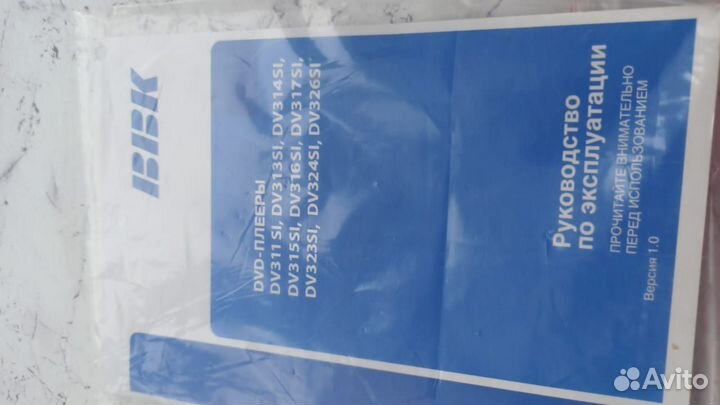 BBK
DVD-ПЛЕЕРЫ
DV311SI, DV313SI, DV314SI,
DV315SI, DV316SI, DV317SI,
DV323SI, DV324SI, DV326SI
Руководство
по эксплуатации
ПРОЧИТАЙТЕ ВНИМАТЕЛЬНО
ПЕРЕД ИСПОЛЬЗОВАНИЕМ
Версия 1.0
Avito